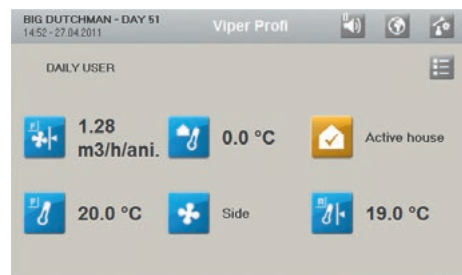 BIG DUTCHMAN - DAY 51
14:52 - 27.04.2011
Viper Profi
DAILY USER
1.28
m3/h/ani.
0.0 °C
Active house
20.0 °C
Side
19.0 °C